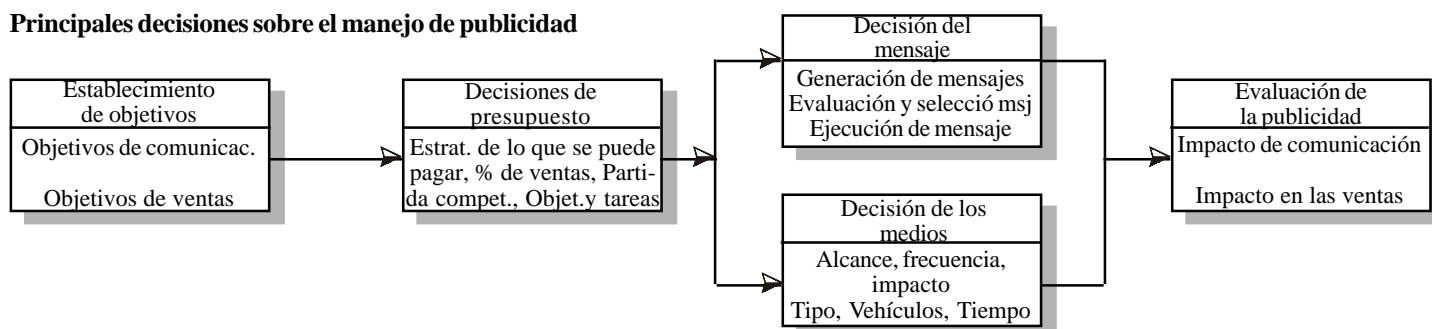 Principales decisiones sobre el manejo de publicidad
Establecimiento
de objetivos
Objetivos de comunicac.
Objetivos de ventas
Decisiones de
presupuesto
Estrat. de lo que se puede
pagar, % de ventas, Parti-
da compet., Objet.y tareas
Decisión del
mensaje
Generación de mensajes
Evaluación y selecció msj
Ejecución de mensaje
Decisión de los
medios
Alcance, frecuencia,
impacto
Tipo, Vehículos, Tiempo
Evaluación de
la publicidad
Impacto de comunicación
Impacto en las ventas